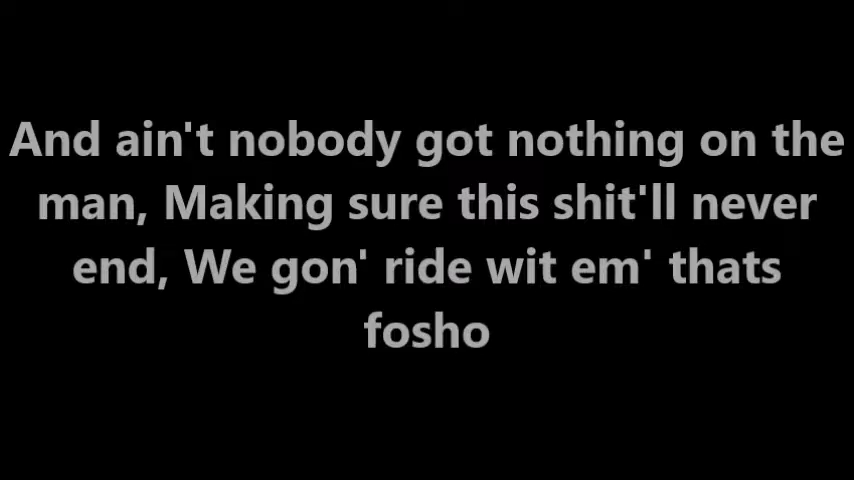 And ain't nobody got nothing on the
man, Making sure this shit'll never
end, We gon' ride wit em' thats
fosho